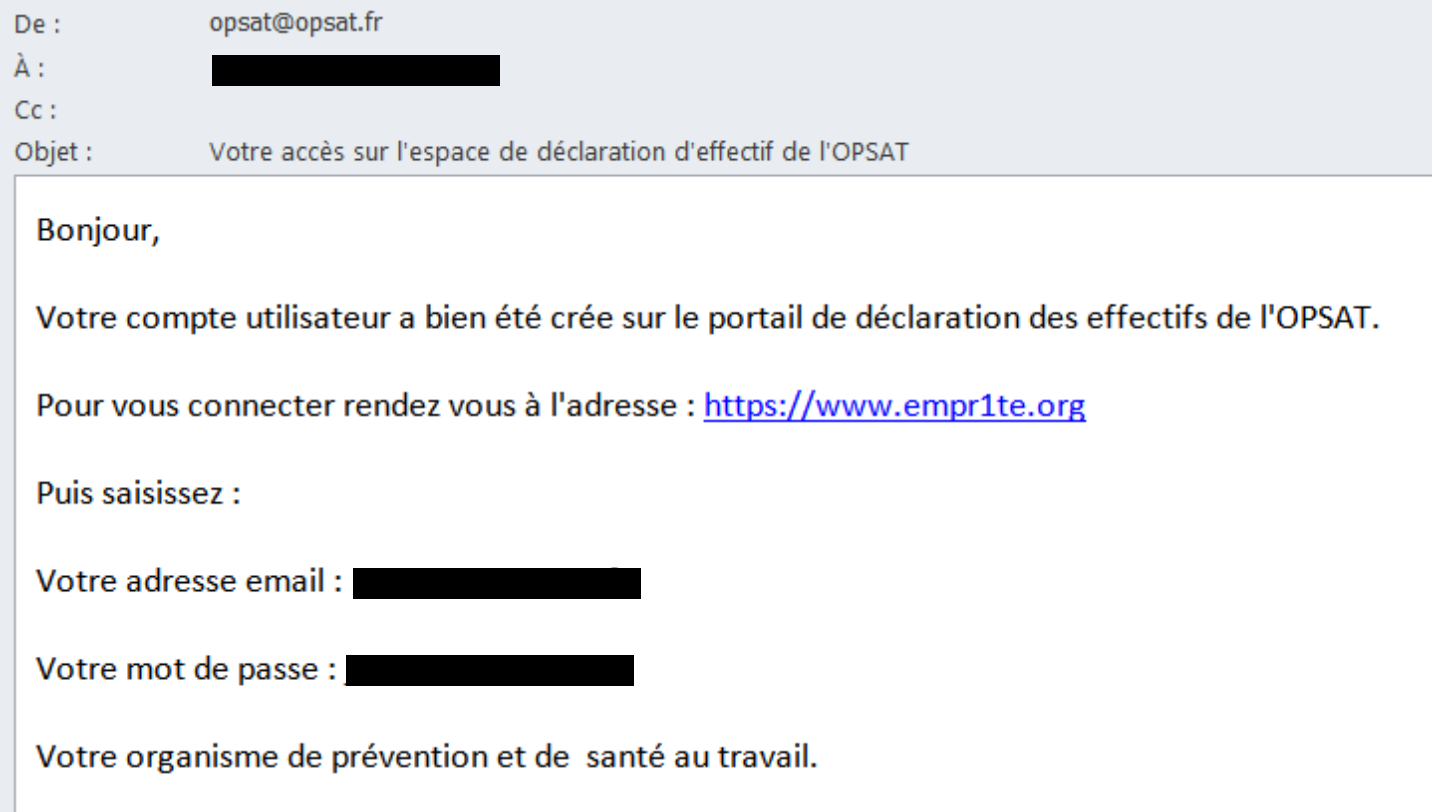 De : opsat@opsat.fr
À :
Cc :
Objet : Votre accès sur l'espace de déclaration d'effectif de l'OPSAT
Bonjour,
Votre compte utilisateur a bien été crée sur le portail de déclaration des effectifs de l'OPSAT.
Pour vous connecter rendez vous à l'adresse : https://www.empr1te.org
Puis saisissez :
Votre adresse email :
Votre mot de passe :
Votre organisme de prévention et de  santé au travail.